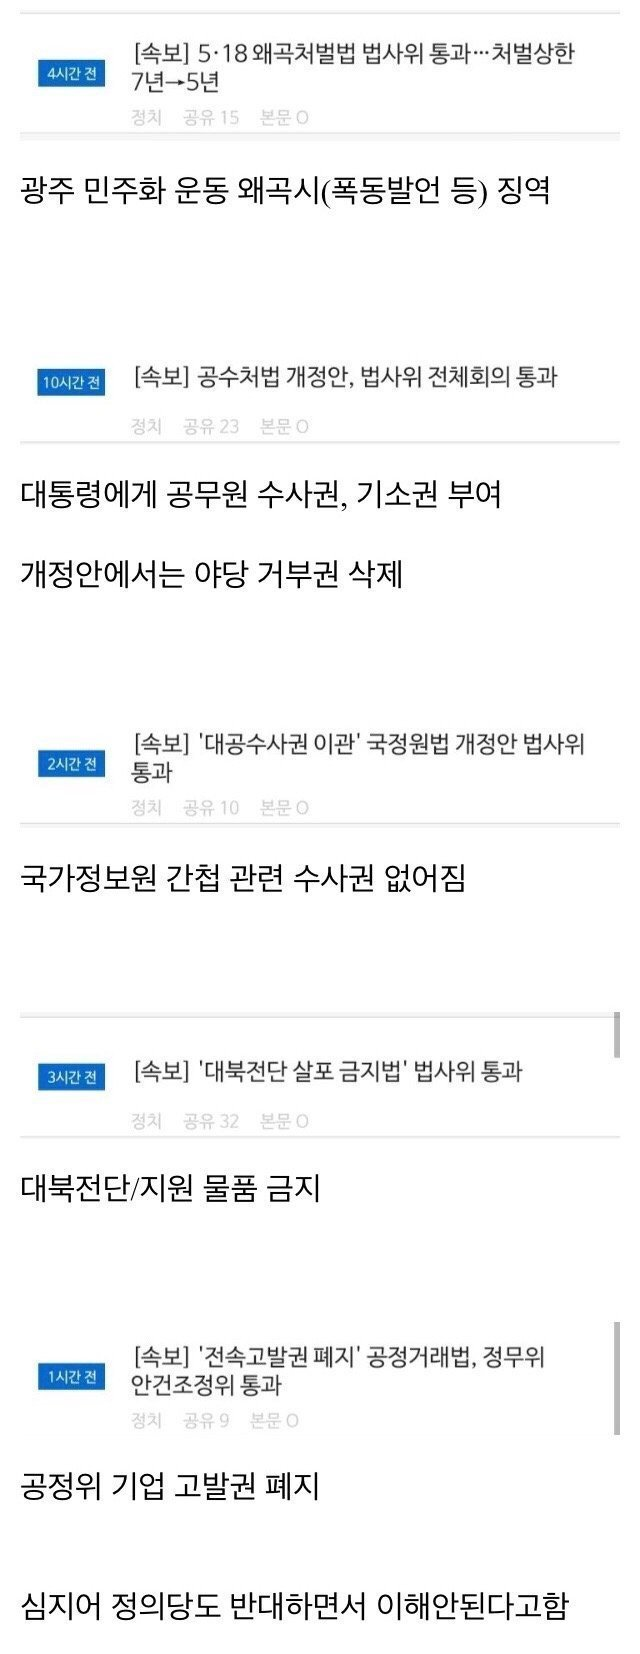 4시간 전
[속보] 5·18 왜곡처벌법 법사위 통과…처벌상한
7년→5년
정치 공유 15 본문 O
광주 민주화 운동 왜곡시(폭동발언 등) 징역
10시간 전
[속보] 공수처법 개정안, 법사위 전체회의 통과
정치 공유 23 본문 O
대통령에게 공무원 수사권, 기소권 부여
개정안에서는 야당 거부권 삭제
2시간 전
[속보] '대공수사권 이관' 국정원법 개정안 법사위
통과
정치 공유 10 본문 O
국가정보원 간첩 관련 수사권 없어짐
3시간 전
[속보] '대북전단 살포 금지법' 법사위 통과
정치 공유 32 본문 O
대북전단/지원 물품 금지
1시간 전
[속보] '전속고발권 폐지' 공정거래법, 정무위
안건조정위 통과
정치 공유 9 본문 O
공정위 기업 고발권 폐지
심지어 정의당도 반대하면서 이해안된다고함